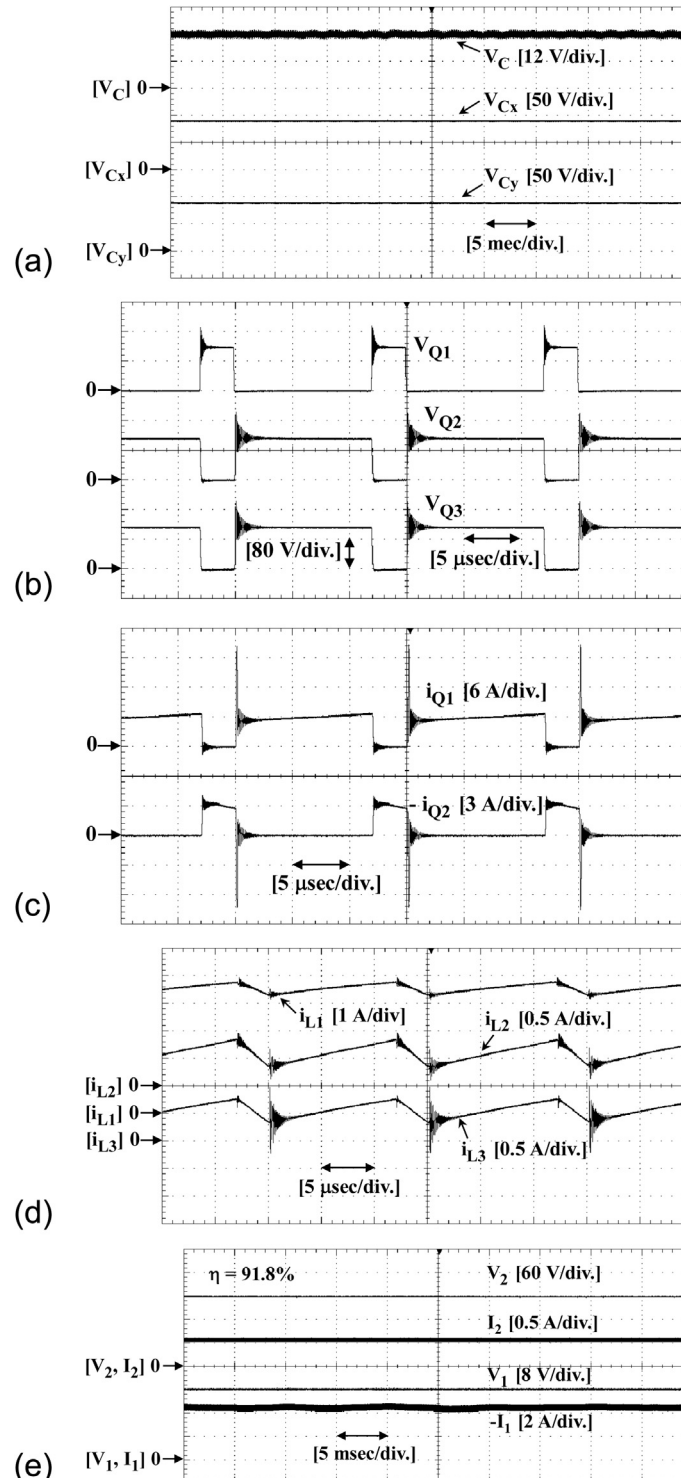 V_C [12 V/div.]
[V_C] 0
V_Cx [50 V/div.]
[V_Cx] 0
V_Cy [50 V/div.]
[5 mec/div.]
[V_Cy] 0
(a)
V_Q1
0
V_Q2
0
V_Q3
[80 V/div.]
[5 µsec/div.]
0
(b)
i_Q1 [6 A/div.]
0
- i_Q2 [3 A/div.]
0
[5 µsec/div.]
(c)
i_L1 [1 A/div]
i_L2 [0.5 A/div.]
[i_L2] 0
[i_L1] 0
[i_L3] 0
i_L3 [0.5 A/div.]
[5 µsec/div.]
(d)
η = 91.8%
V_2 [60 V/div.]
I_2 [0.5 A/div.]
[V_2, I_2] 0
V_1 [8 V/div.]
-I_1 [2 A/div.]
[5 msec/div.]
[V_1, I_1] 0
(e)